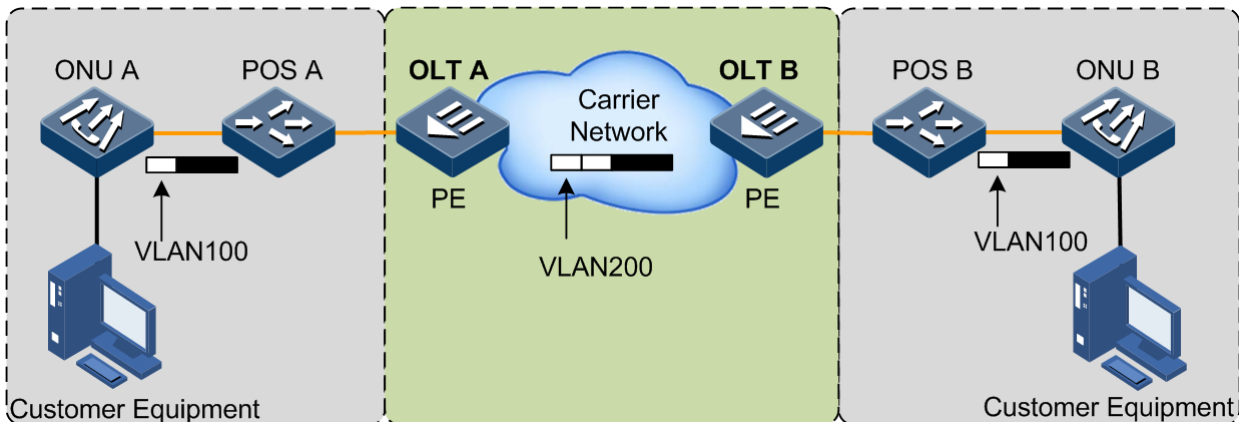 ONU A
POS A
OLT A
OLT B
POS B
ONU B
Carrier
Network
PE
PE
VLAN100
VLAN200
VLAN100
Customer Equipment
Customer Equipment